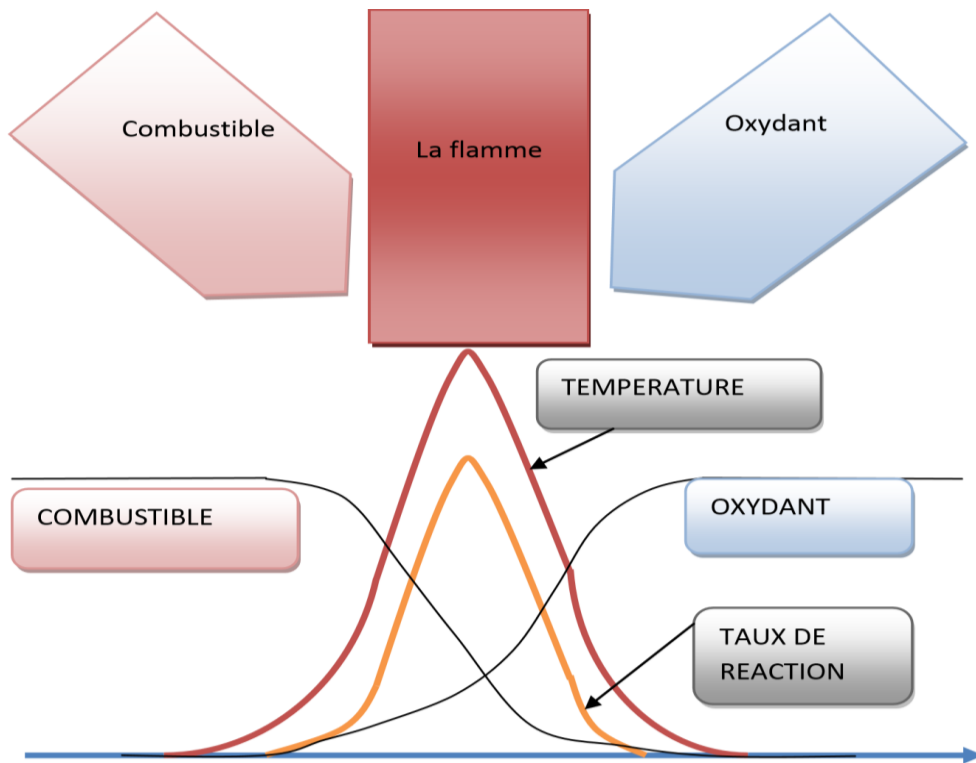 Combustible
La flamme
Oxydant
TEMPERATURE
COMBUSTIBLE
OXYDANT
TAUX DE
REACTION